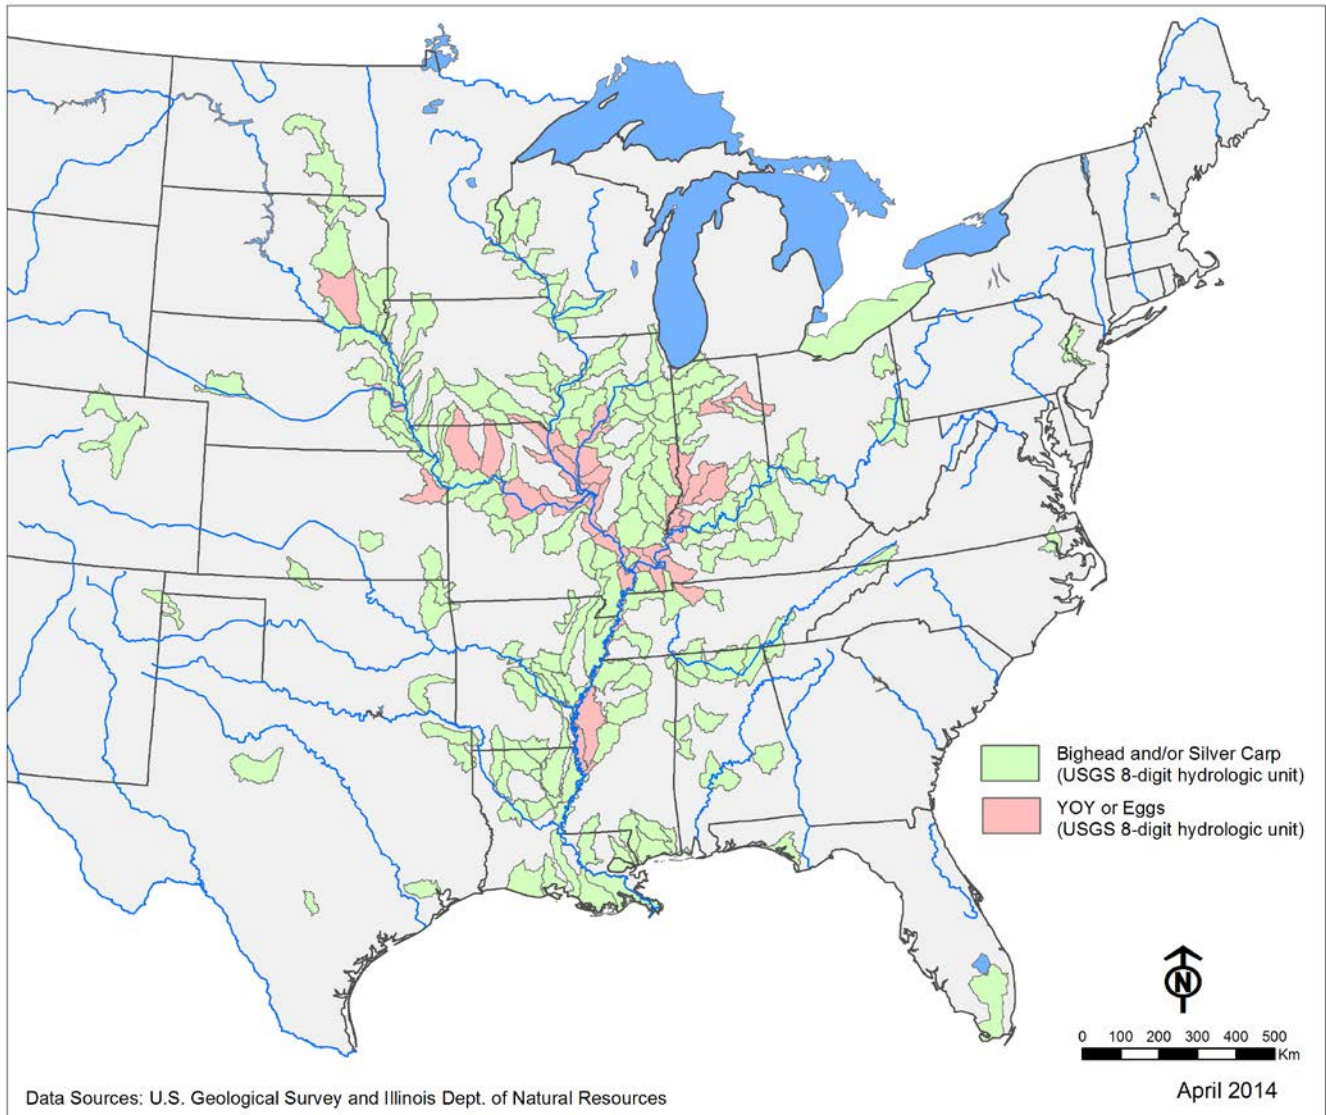 Bighead and/or Silver Carp
(USGS 8-digit hydrologic unit)
YOY or Eggs
(USGS 8-digit hydrologic unit)
N
0 100 200 300 400 500
Km
April 2014
Data Sources: U.S. Geological Survey and Illinois Dept. of Natural Resources